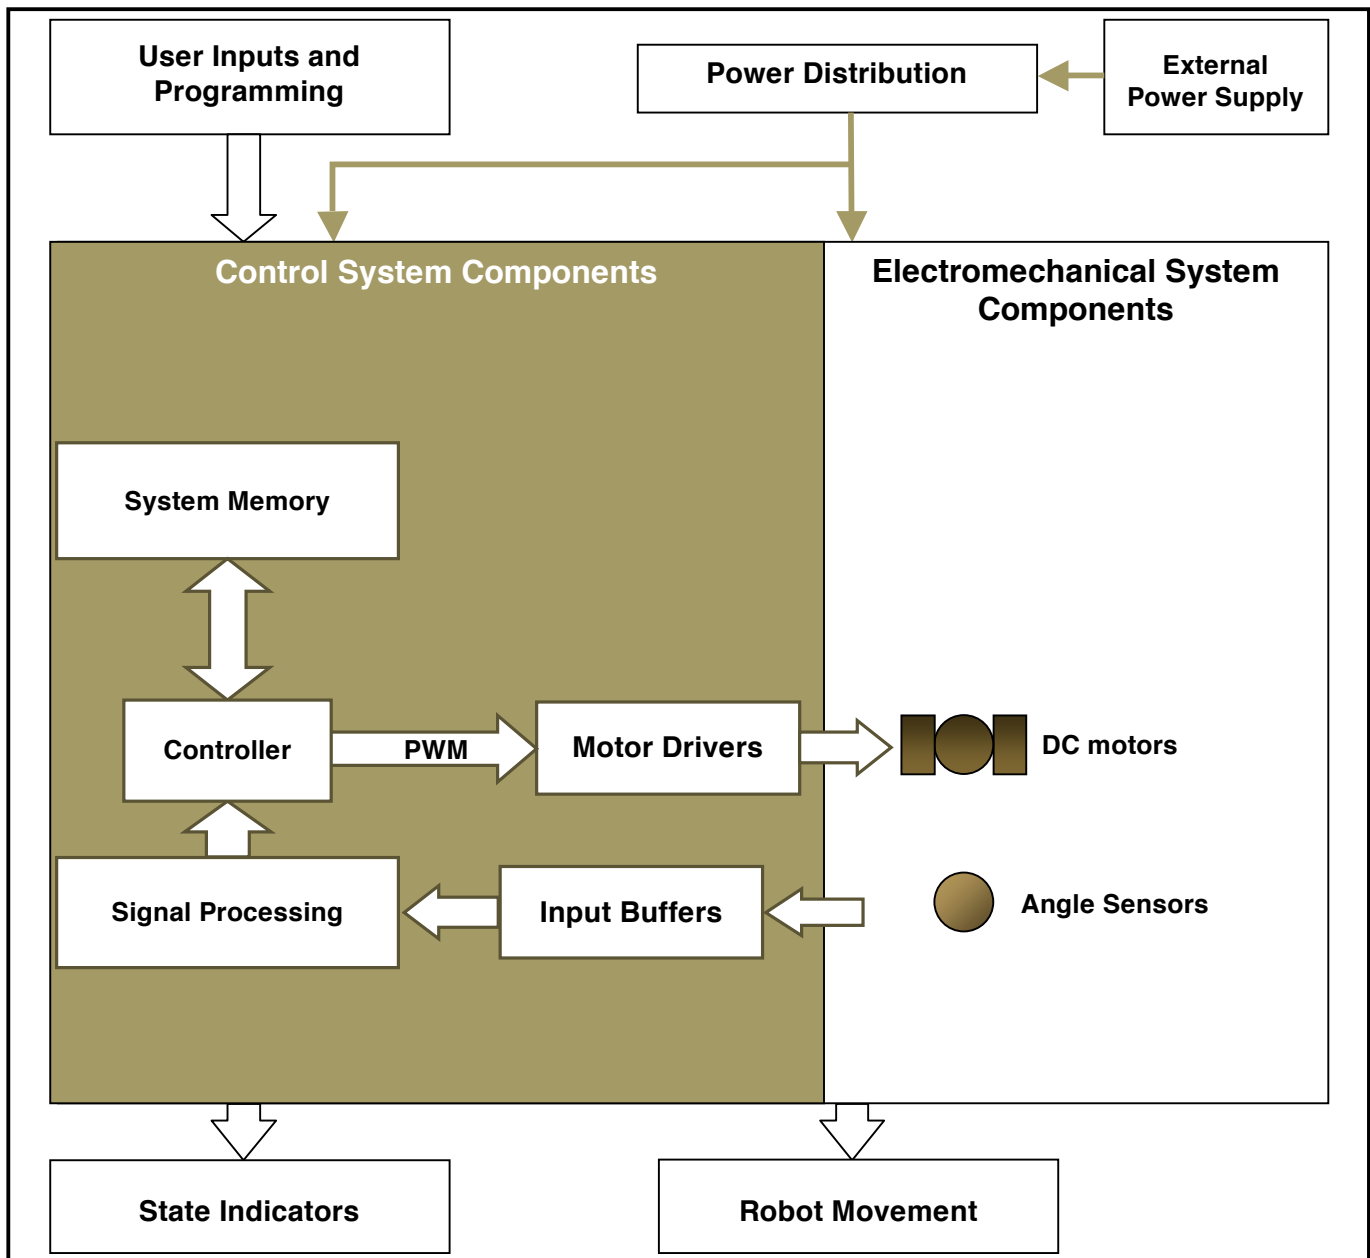 User Inputs and
Programming
Power Distribution
External
Power Supply
Control System Components
Electromechanical System
Components
System Memory
Controller
PWM
Motor Drivers
DC motors
Signal Processing
Input Buffers
Angle Sensors
State Indicators
Robot Movement